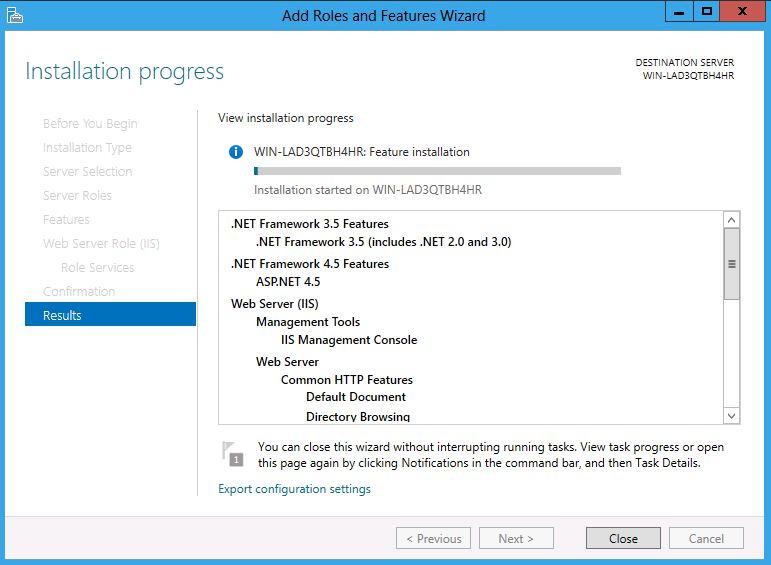 Add Roles and Features Wizard
Installation progress
DESTINATION SERVER
WIN-LAD3QTBH4HR
Before You Begin
Installation Type
Server Selection
Server Roles
Features
Web Server Role (IIS)
Role Services
Confirmation
Results
View installation progress
WIN-LAD3QTBH4HR: Feature installation
Installation started on WIN-LAD3QTBH4HR
.NET Framework 3.5 Features
.NET Framework 3.5 (includes .NET 2.0 and 3.0)
.NET Framework 4.5 Features
ASP.NET 4.5
Web Server (IIS)
Management Tools
IIS Management Console
Web Server
Common HTTP Features
Default Document
Directory Browsing
1
You can close this wizard without interrupting running tasks. View task progress or open
this page again by clicking Notifications in the command bar, and then Task Details.
Export configuration settings
< Previous
Next >
Close
Cancel